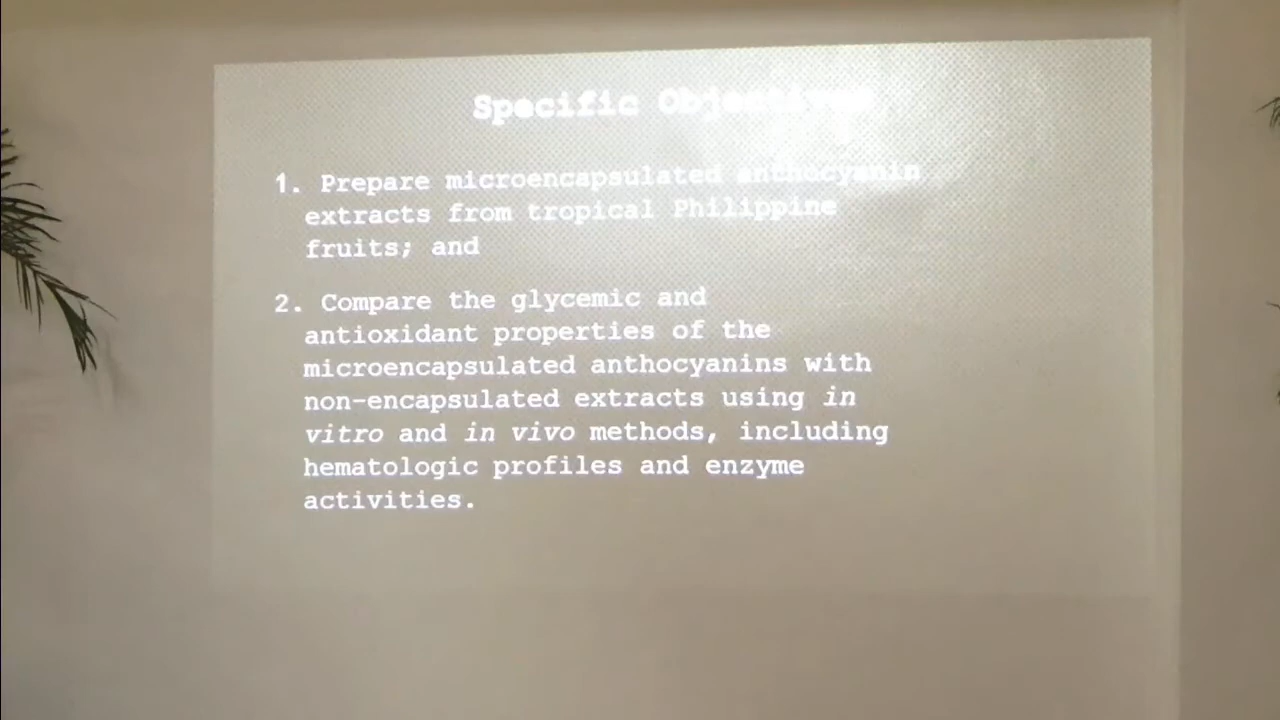 Specific Objectives
1. Prepare microencapsulated anthocyanin
extracts from tropical Philippine
fruits; and
2. Compare the glycemic and
antioxidant properties of the
microencapsulated anthocyanins with
non-encapsulated extracts using in
vitro and in vivo methods, including
hematologic profiles and enzyme
activities.